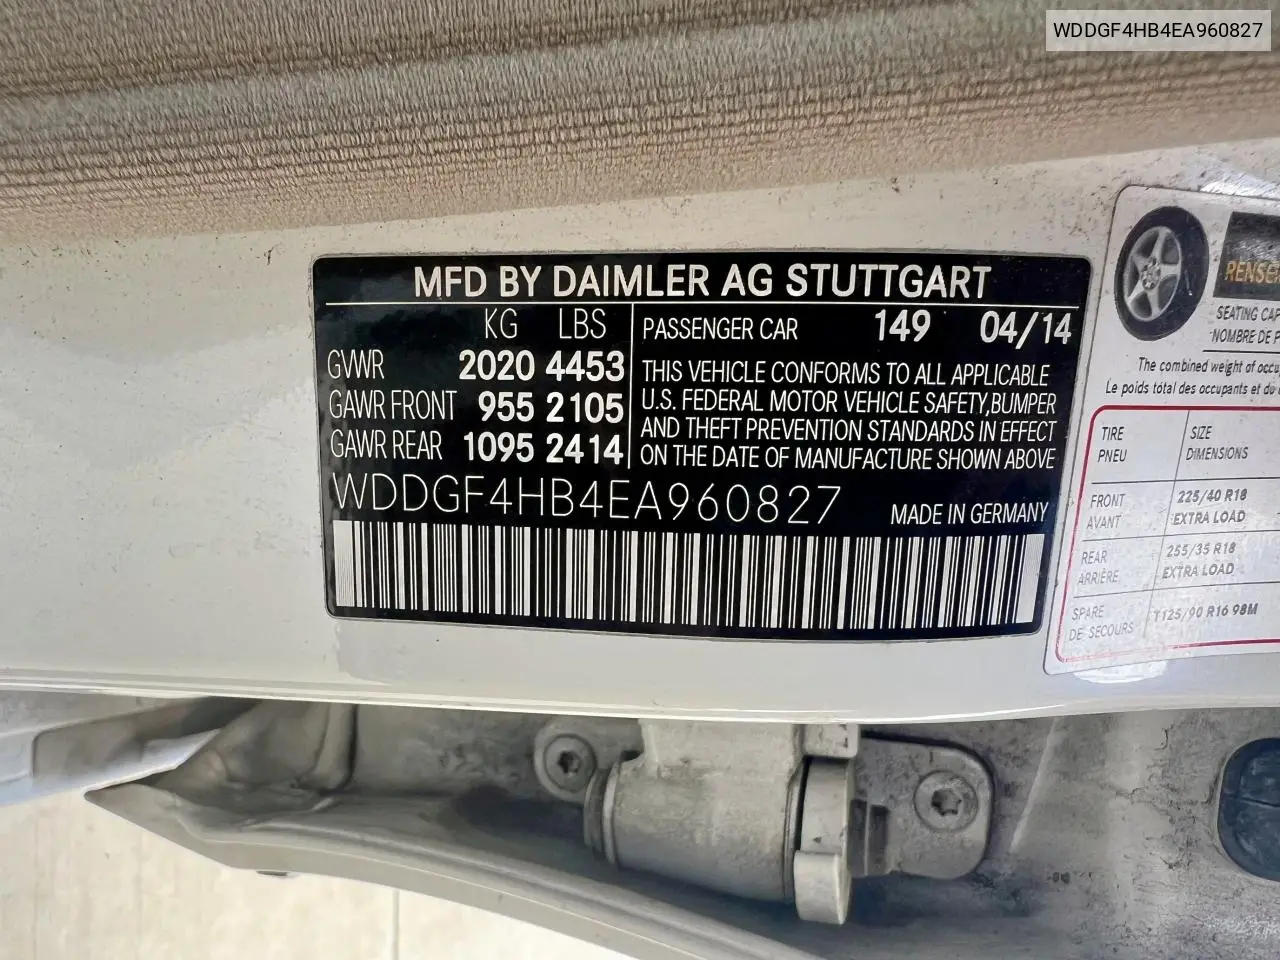 WDDGF4HB4EA960827
MFD BY DAIMLER AG STUTTGART
KG LBS
GVWR 2020 4453
GAWR FRONT 955 2105
GAWR REAR 1095 2414
PASSENGER CAR 149 04/14
THIS VEHICLE CONFORMS TO ALL APPLICABLE
U.S. FEDERAL MOTOR VEHICLE SAFETY, BUMPER
AND THEFT PREVENTION STANDARDS IN EFFECT
ON THE DATE OF MANUFACTURE SHOWN ABOVE
WDDGF4HB4EA960827 MADE IN GERMANY
SEATING
NOMBRE DE
The combined weight of
Le poids total des occupants et du
TIRE SIZE
PNEU DIMENSIONS
FRONT 225/40 R18
AVANT EXTRA LOAD
REAR 255/35 R18
ARRIÈRE EXTRA LOAD
SPARE T125/90 R16 98M
DE SECOURS